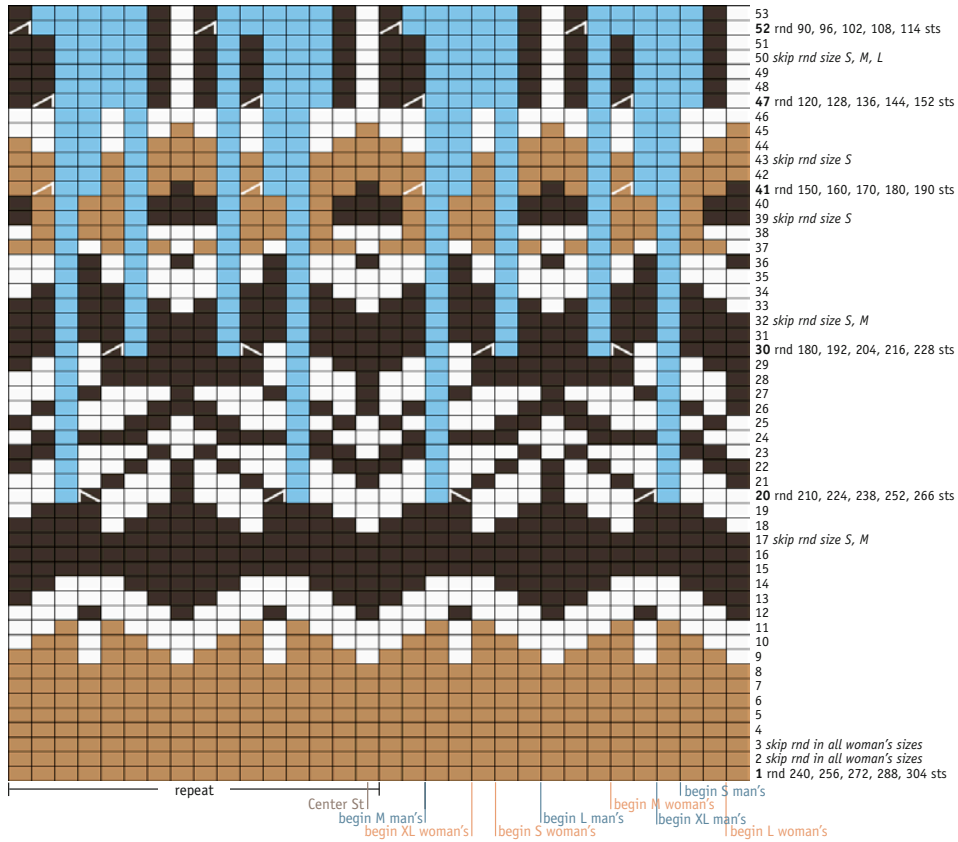 53
52 rnd 90, 96, 102, 108, 114 sts
51
50 skip rnd size S, M, L
49
48
47 rnd 120, 128, 136, 144, 152 sts
46
45
44
43 skip rnd size S
42
41 rnd 150, 160, 170, 180, 190 sts
40
39 skip rnd size S
38
37
36
35
34
33
32 skip rnd size S, M
31
30 rnd 180, 192, 204, 216, 228 sts
29
28
27
26
25
24
23
22
21
20 rnd 210, 224, 238, 252, 266 sts
19
18
17 skip rnd size S, M
16
15
14
13
12
11
10
9
8
7
6
5
4
3 skip rnd in all woman's sizes
2 skip rnd in all woman's sizes
1 rnd 240, 256, 272, 288, 304 sts
repeat
begin S man's
Center St
begin M woman's
begin M man's
begin L man's
begin XL man's
begin XL woman's
begin S woman's
begin L woman's